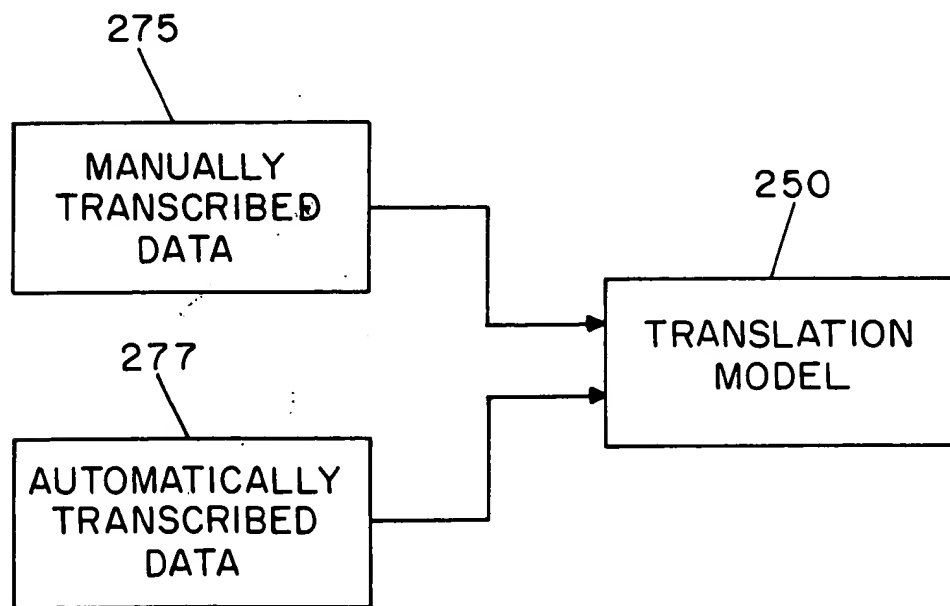 275
MANUALLY
TRANSCRIBED
DATA
250
TRANSLATION
MODEL
277
AUTOMATICALLY
TRANSCRIBED
DATA